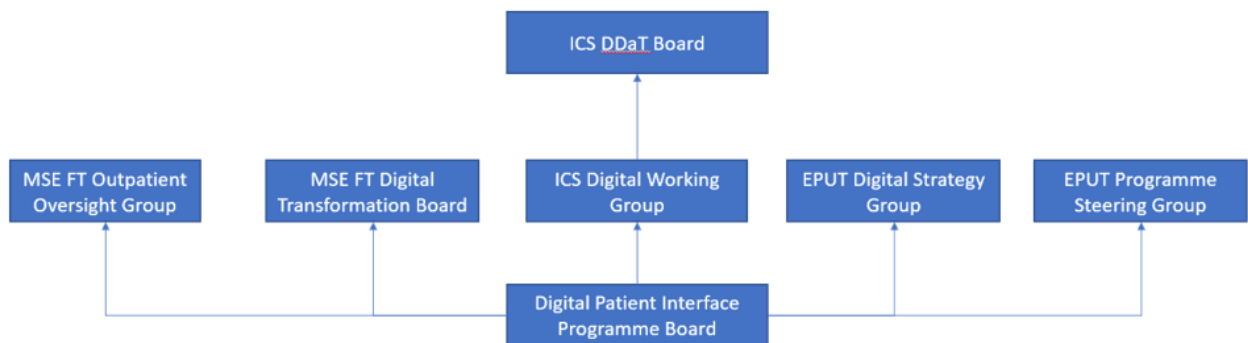 ICS DDaT Board
MSE FT Outpatient
Oversight Group
MSE FT Digital
Transformation Board
ICS Digital Working
Group
EPUT Digital Strategy
Group
EPUT Programme
Steering Group
Digital Patient Interface
Programme Board